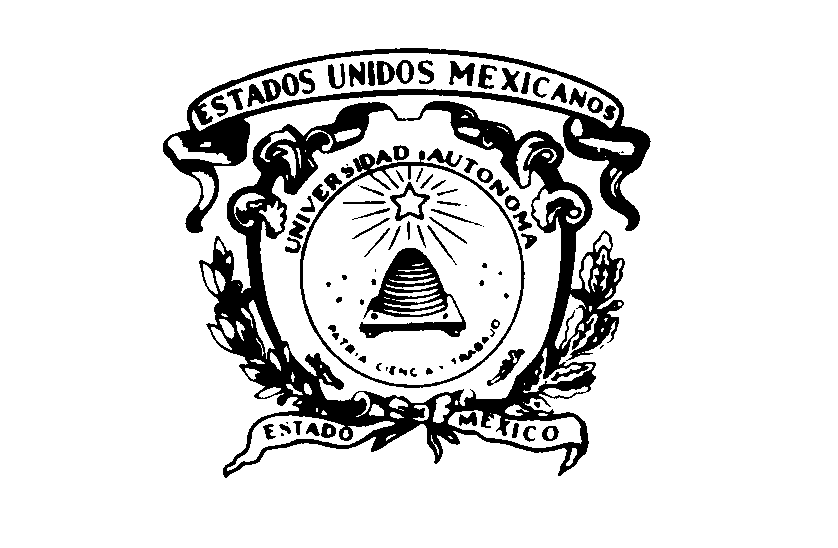 ESTADOS UNIDOS MEXICANOS
UNIVERSIDAD AUTONOMA
PATRIA CIENCIA Y TRABAJO
ESTADO MEXICO